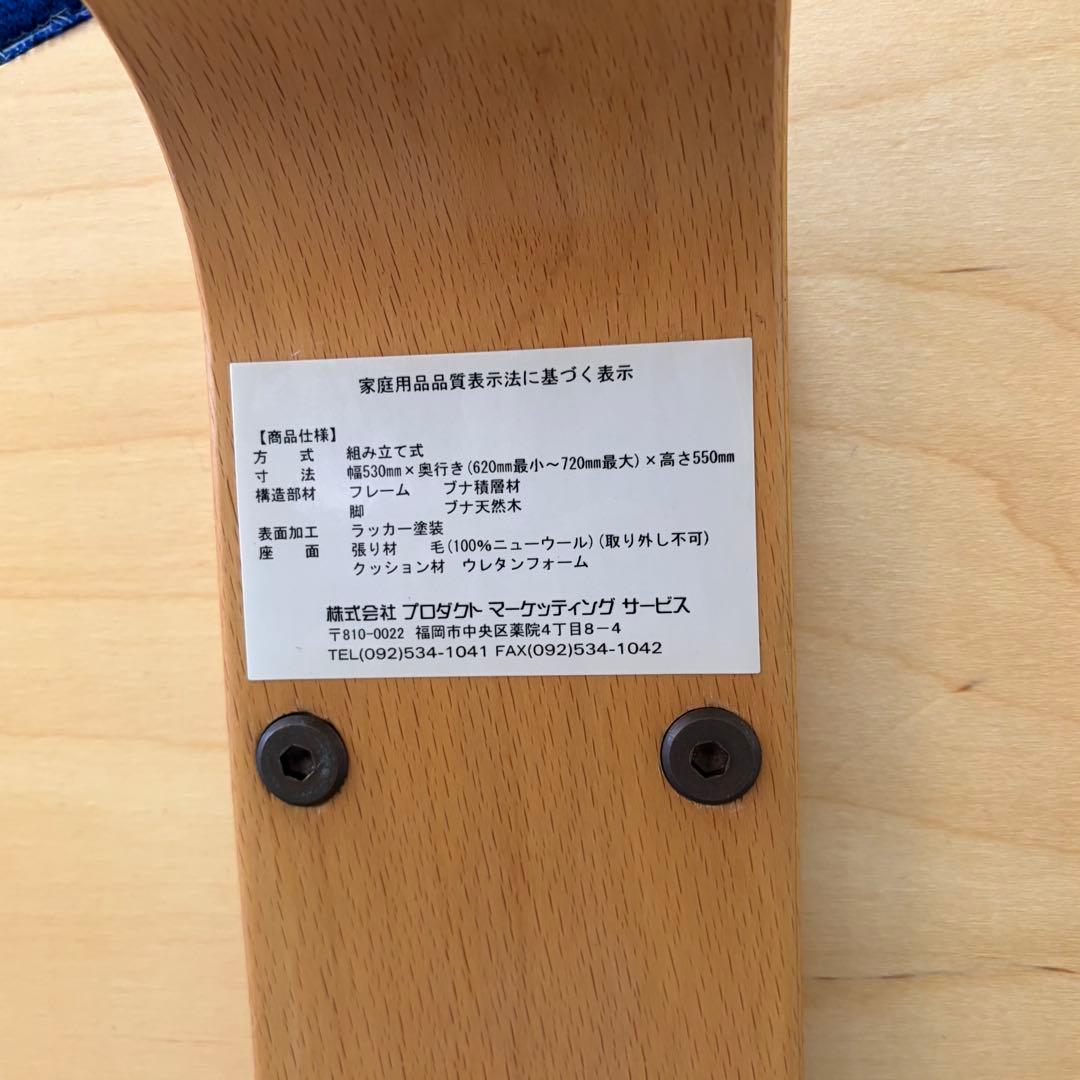 家庭用品品質表示法に基づく表示
【商品仕様】
方　式　組み立て式
寸　法　幅530㎜×奥行き(620㎜最小～720㎜最大)×高さ550㎜
構造部材　フレーム　ブナ積層材
脚　ブナ天然木
表面加工　ラッカー塗装
座　面　張り材　毛(100%ニューウール)(取り外し不可)
クッション材　ウレタンフォーム
株式会社 プロダクト マーケッティング サービス
〒810-0022 福岡市中央区薬院4丁目8－4
TEL(092)534-1041 FAX(092)534-1042